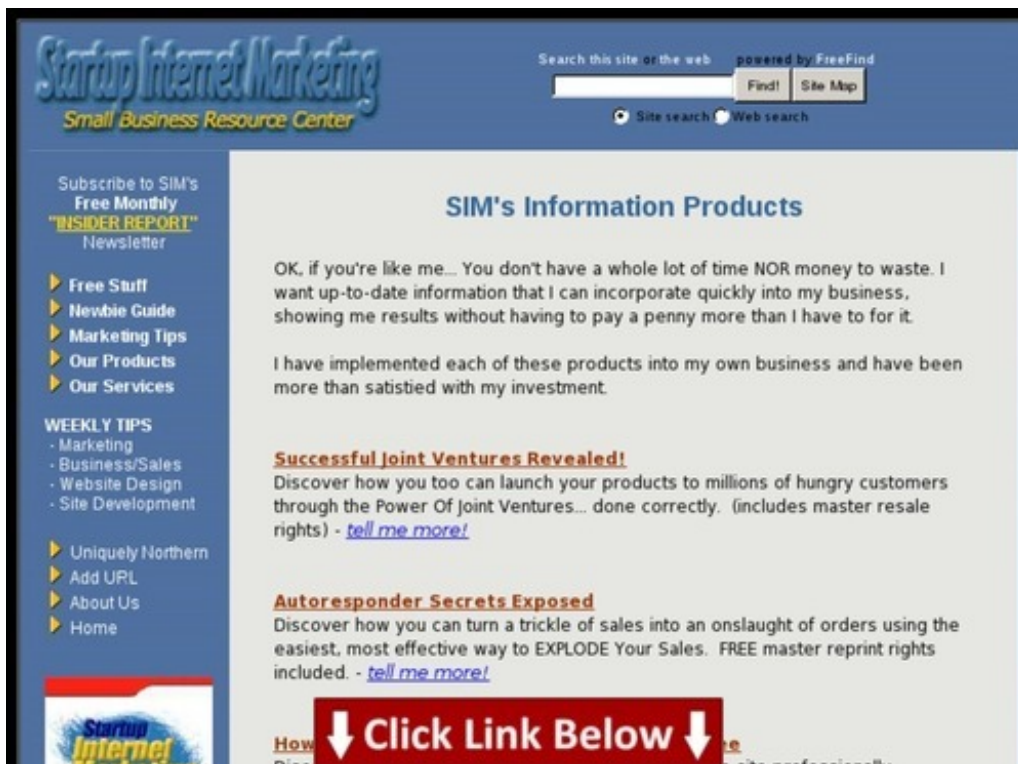 Startup Internet Marketing
Small Business Resource Center
Search this site or the web powered by FreeFind
Find! Site Map
Site search Web search
Subscribe to SIM's
Free Monthly
"INSIDER REPORT"
Newsletter
Free Stuff
Newbie Guide
Marketing Tips
Our Products
Our Services
WEEKLY TIPS
- Marketing
- Business/Sales
- Website Design
- Site Development
Uniquely Northern
Add URL
About Us
Home
Startup
Internet
SIM's Information Products
OK, if you're like me... You don't have a whole lot of time NOR money to waste. I
want up-to-date information that I can incorporate quickly into my business,
showing me results without having to pay a penny more than I have to for it.
I have implemented each of these products into my own business and have been
more than satistied with my investment.
Successful Joint Ventures Revealed!
Discover how you too can launch your products to millions of hungry customers
through the Power Of Joint Ventures... done correctly. (includes master resale
rights) - tell me more!
Autoresponder Secrets Exposed
Discover how you can turn a trickle of sales into an onslaught of orders using the
easiest, most effective way to EXPLODE Your Sales. FREE master reprint rights
included. - tell me more!
How
Click Link Below